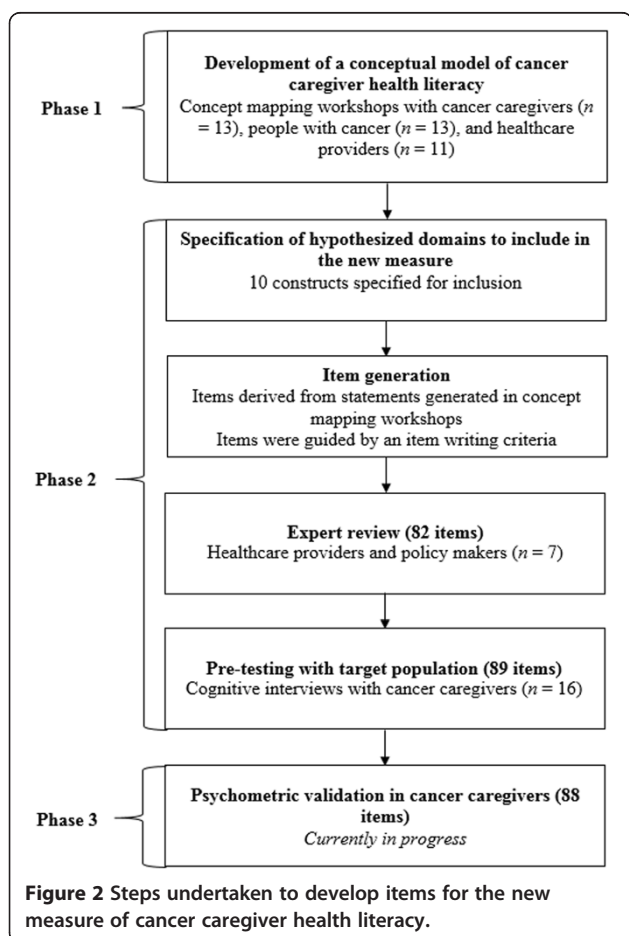 Development of a conceptual model of cancer
caregiver health literacy
Phase 1
Concept mapping workshops with cancer caregivers (n
= 13), people with cancer (n = 13), and healthcare
providers (n = 11)
Specification of hypothesized domains to include in
the new measure
10 constructs specified for inclusion
Item generation
Items derived from statements generated in concept
mapping workshops
Items were guided by an item writing criteria
Phase 2
Expert review (82 items)
Healthcare providers and policy makers (n = 7)
Pre-testing with target population (89 items)
Cognitive interviews with cancer caregivers (n = 16)
Psychometric validation in cancer caregivers (88
items)
Phase 3
Currently in progress
Figure 2 Steps undertaken to develop items for the new
measure of cancer caregiver health literacy.